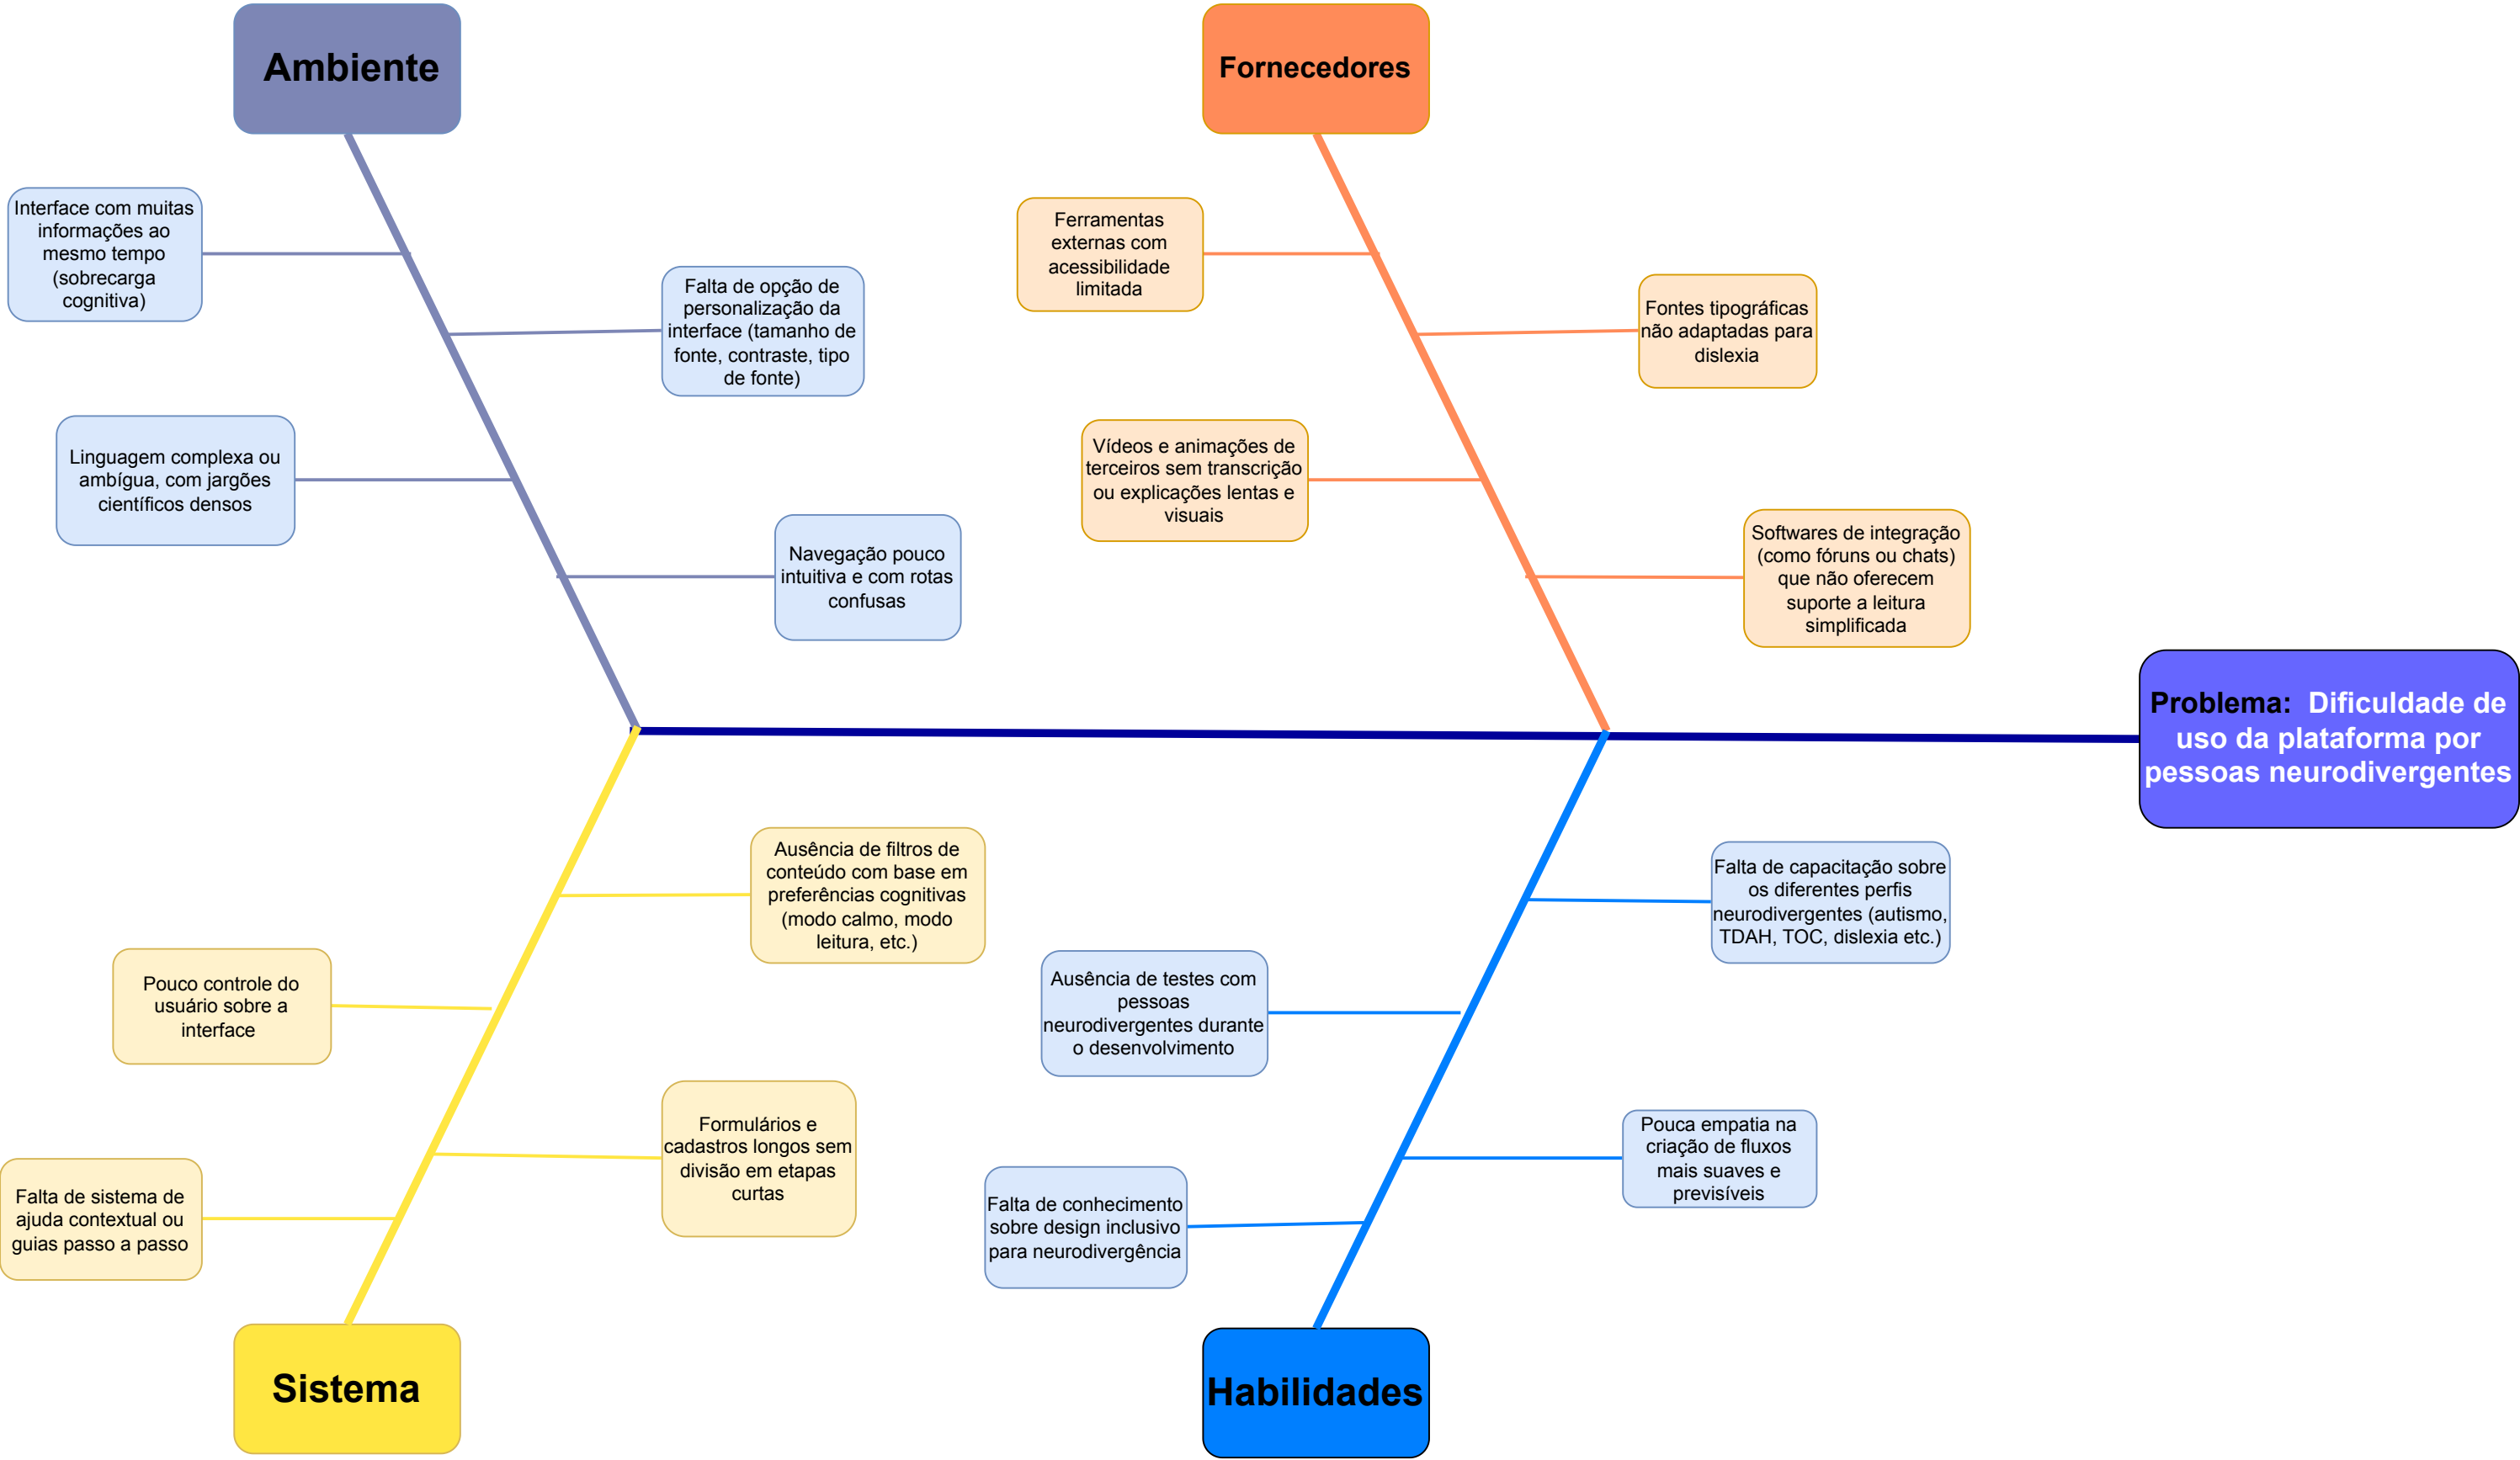 Ambiente
Fornecedores
Interface com muitas
informações ao
mesmo tempo
(sobrecarga
cognitiva)
Falta de opção de
personalização da
interface (tamanho de
fonte, contraste, tipo
de fonte)
Linguagem complexa ou
ambígua, com jargões
científicos densos
Navegação pouco
intuitiva e com rotas
confusas
Ferramentas
externas com
acessibilidade
limitada
Fontes tipográficas
não adaptadas para
dislexia
Vídeos e animações de
terceiros sem transcrição
ou explicações lentas e
visuais
Softwares de integração
(como fóruns ou chats)
que não oferecem
suporte a leitura
simplificada
Problema: Dificuldade de
uso da plataforma por
pessoas neurodivergentes
Ausência de filtros de
conteúdo com base em
preferências cognitivas
(modo calmo, modo
leitura, etc.)
Pouco controle do
usuário sobre a
interface
Formulários e
cadastros longos sem
divisão em etapas
curtas
Falta de sistema de
ajuda contextual ou
guias passo a passo
Falta de capacitação sobre
os diferentes perfis
neurodivergentes (autismo,
TDAH, TOC, dislexia etc.)
Ausência de testes com
pessoas
neurodivergentes durante
o desenvolvimento
Pouca empatia na
criação de fluxos
mais suaves e
previsíveis
Falta de conhecimento
sobre design inclusivo
para neurodivergência
Sistema
Habilidades